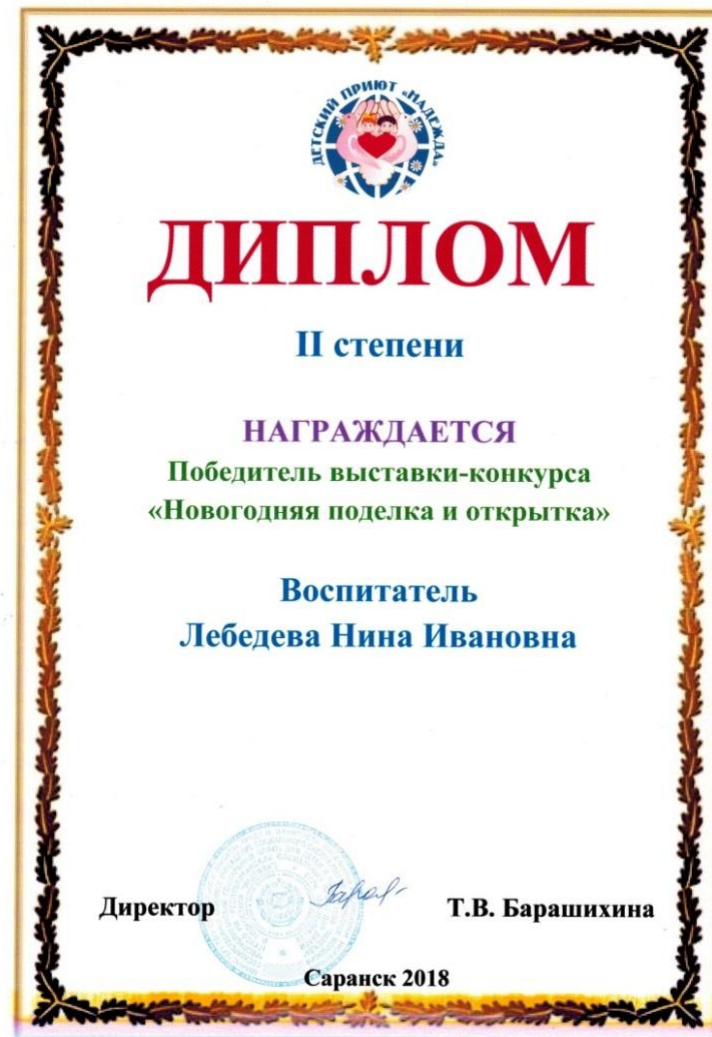 ДЕТСКИЙ ПРИЮТ «НАДЕЖДА»
ДИПЛОМ
II степени
НАГРАЖДАЕТСЯ
Победитель выставки-конкурса
«Новогодняя поделка и открытка»
Воспитатель
Лебедева Нина Ивановна
Директор
Т.В. Барашихина
Саранск 2018